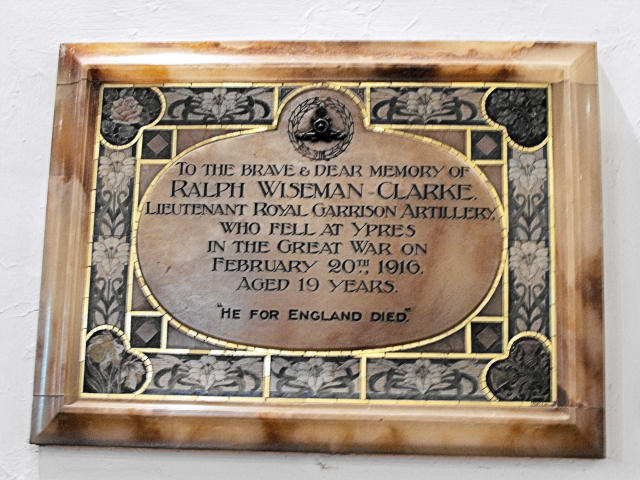 To the brave & dear memory of
Ralph Wiseman-Clarke,
Lieutenant Royal Garrison Artillery,
who fell at Ypres
in the Great War on
February 20th, 1916.
Aged 19 years.
"He for England died."